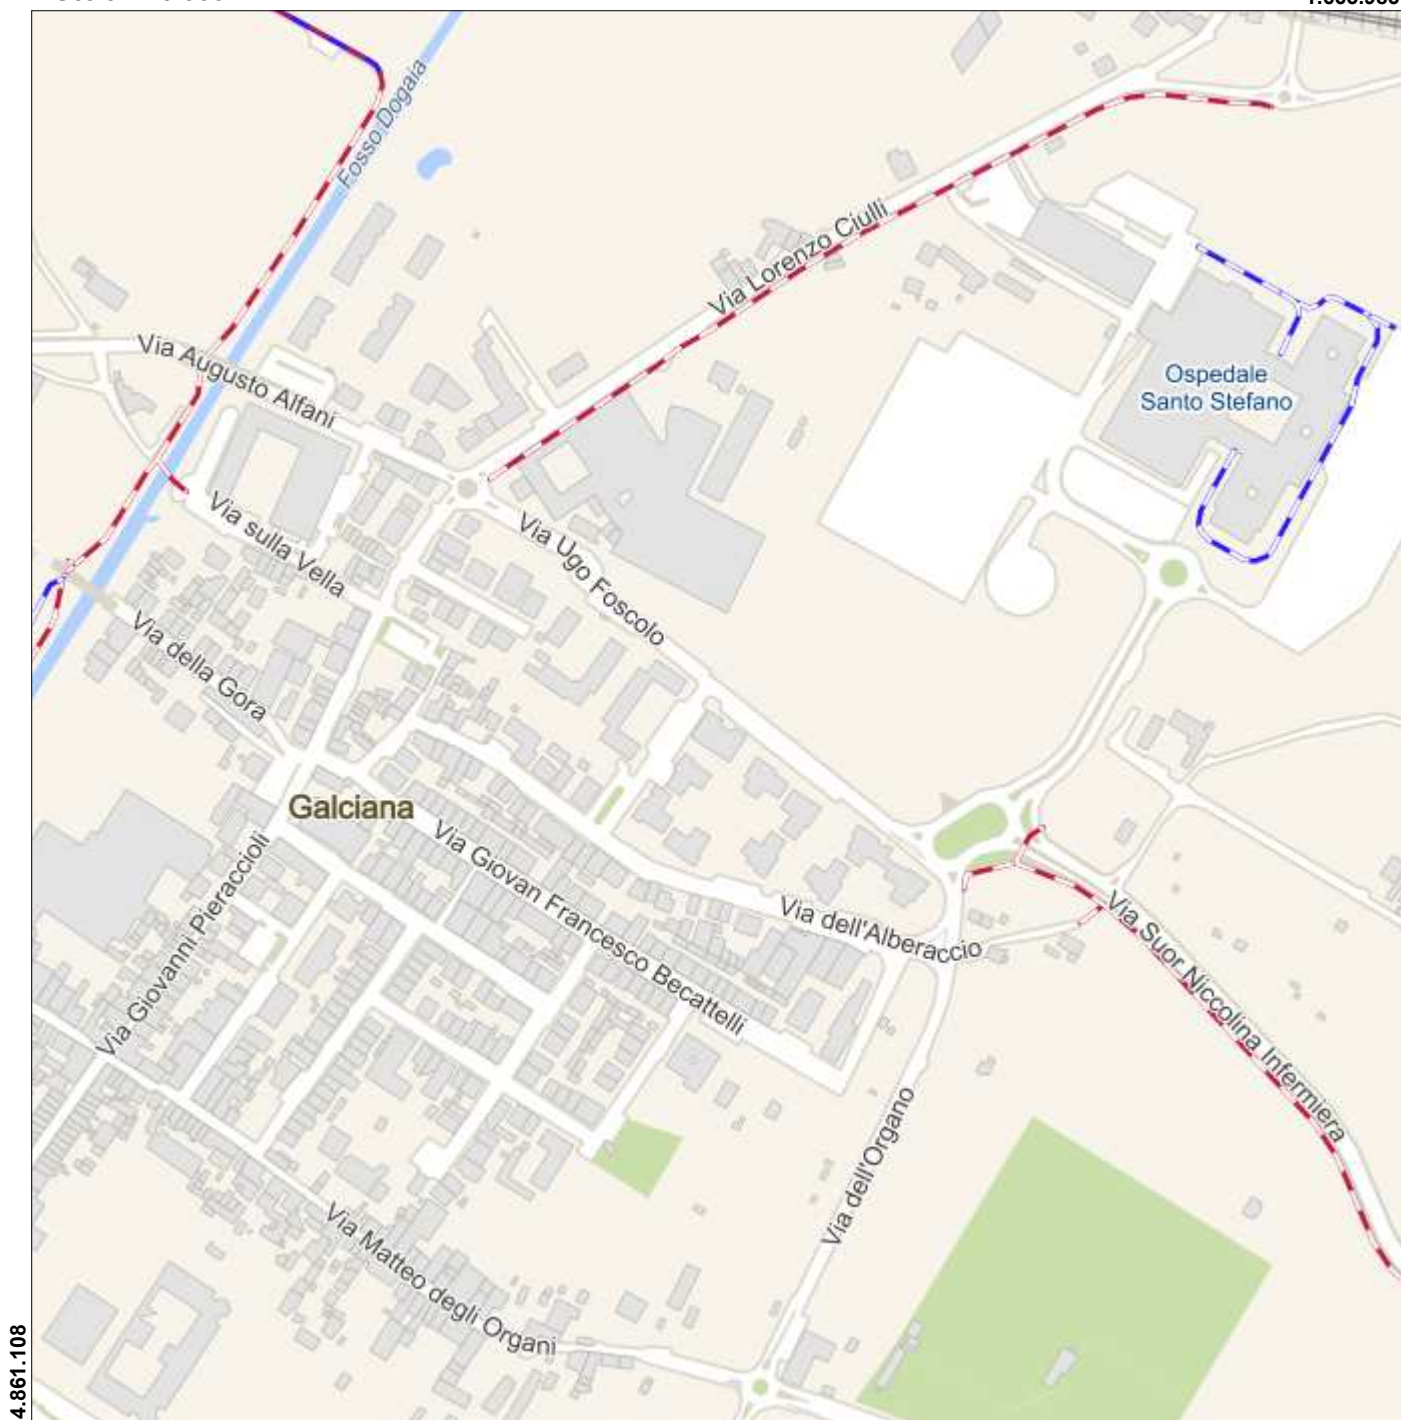 Fosso Dogaia
Via Lorenzo Ciulli
Via Augusto Alfani
Ospedale
Santo Stefano
Via sulla Vella
Via Ugo Foscolo
Via della Gora
Galciana
Via Giovanni Pieraccioli
Via Giovan Francesco Becattelli
Via dell'Alberaccio
Via Suor Niccolina Infermiera
Via dell'Organo
Via Matteo degli Organi
4.861.108